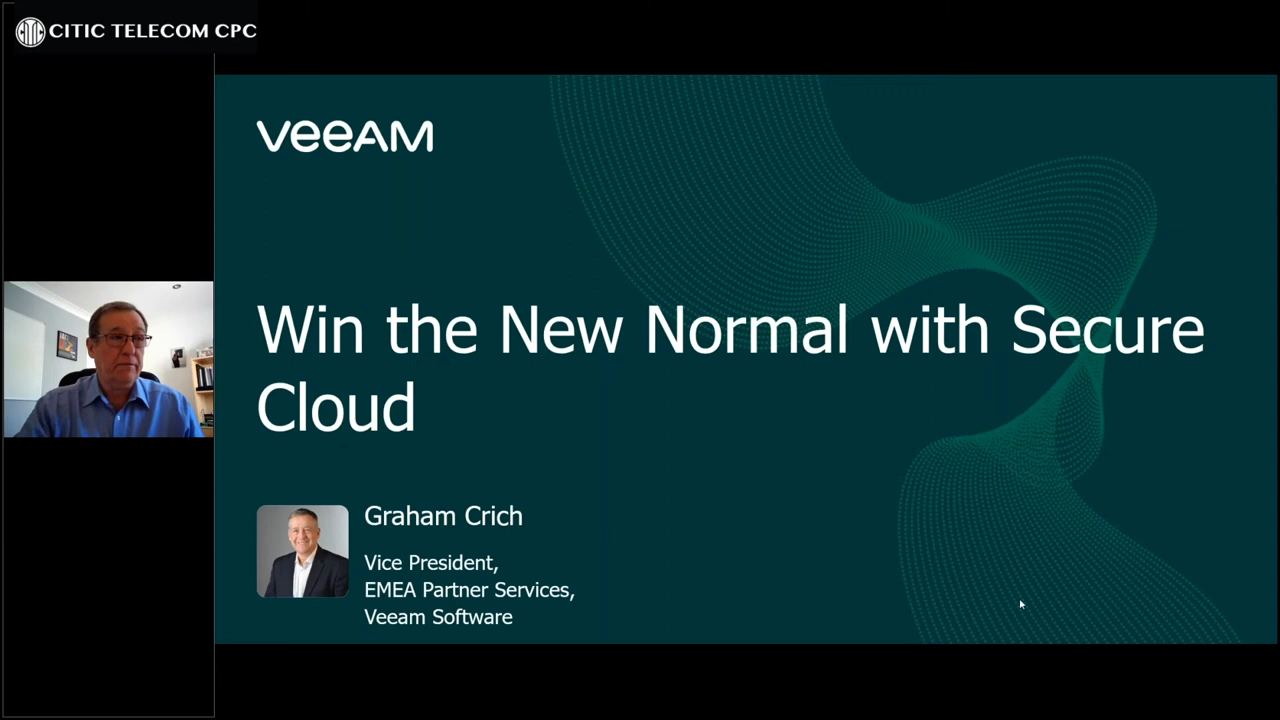 CITIC TELECOM CPC
veeAM
Win the New Normal with Secure
Cloud
Graham Crich
Vice President,
EMEA Partner Services,
Veeam Software